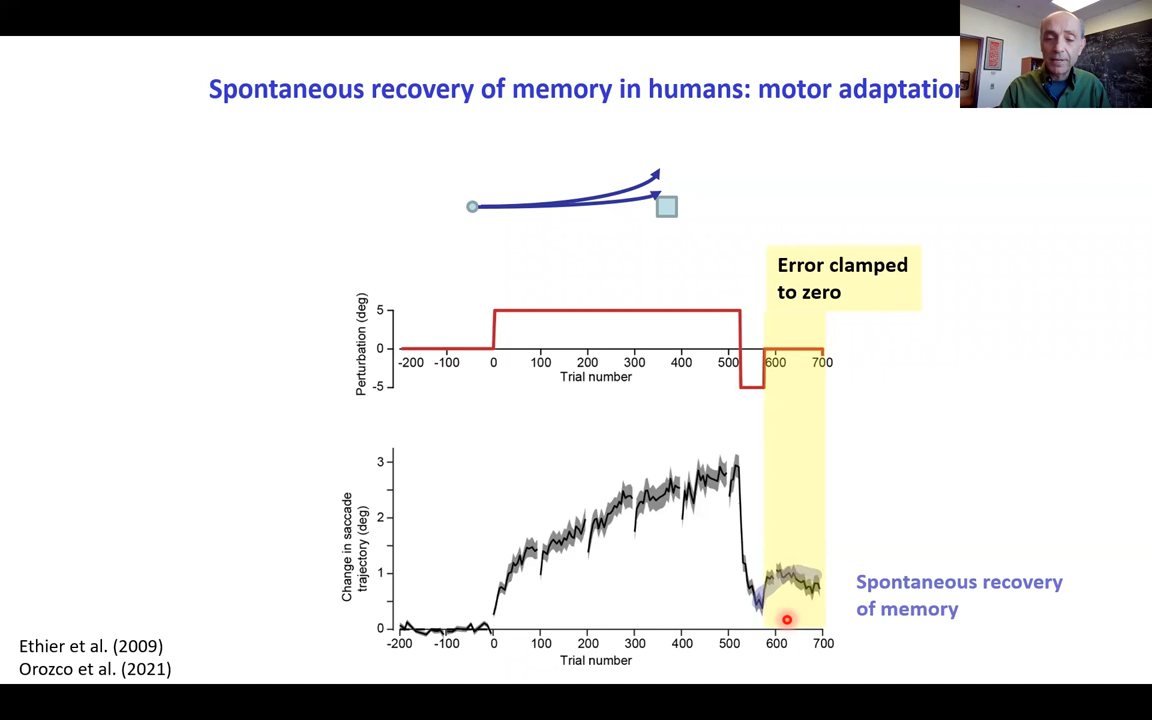 Spontaneous recovery of memory in humans: motor adaptation
Error clamped
to zero
Perturbation (deg)
5
0
-5
-200 -100 0 100 200 300 400 500 600 700
Trial number
Change in saccade
trajectory (deg)
3
2
1
0
-200 -100 0 100 200 300 400 500 600 700
Trial number
Spontaneous recovery
of memory
Ethier et al. (2009)
Orozco et al. (2021)